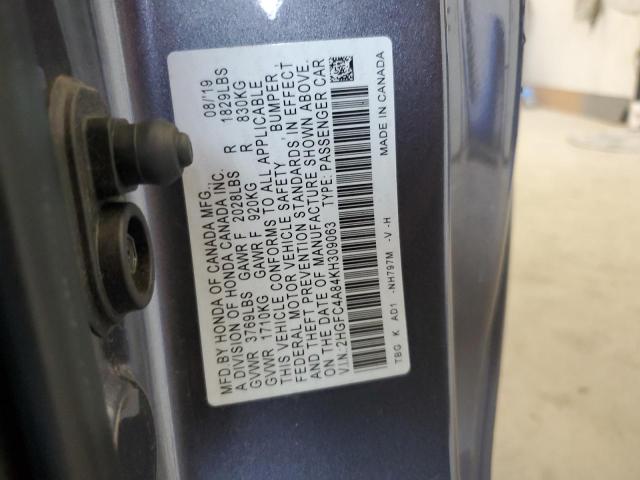 MFD. BY HONDA OF CANADA MFG., 08/'19
A DIVISION OF HONDA CANADA INC.
GVWR 3769LBS GAWR F 2028LBS R 1829LBS
GVWR 1710KG GAWR F 920KG R 830KG
THIS VEHICLE CONFORMS TO ALL APPLICABLE
FEDERAL MOTOR VEHICLE SAFETY , BUMPER ,
AND THEFT PREVENTION STANDARDS IN EFFECT
ON THE DATE OF MANUFACTURE SHOWN ABOVE.
V.I.N. 2HGFC4A84KH309063 TYPE: PASSENGER CAR
TBG K AD1 -NH797M -V -H MADE IN CANADA